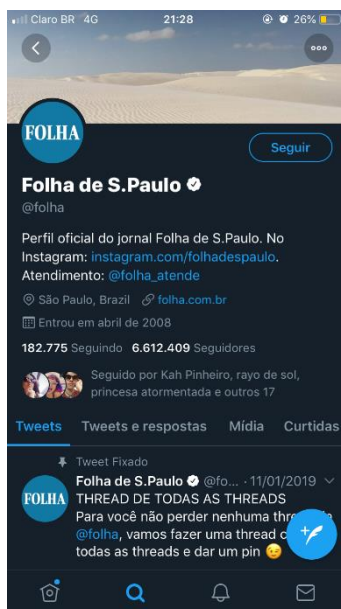 Claro BR 4G 21:28 26%
FOLHA
Seguir
Folha de S.Paulo
@folha
Perfil oficial do jornal Folha de S.Paulo. No
Instagram: instagram.com/folhadespaulo.
Atendimento: @folha_atende
São Paulo, Brazil folha.com.br
Entrou em abril de 2008
182.775 Seguindo 6.612.409 Seguidores
Seguido por Kah Pinheiro, rayo de sol,
princesa atormentada e outros 17
Tweets Tweets e respostas Mídia Curtidas
Tweet Fixado
Folha de S.Paulo @fo... · 11/01/2019
FOLHA
THREAD DE TODAS AS THREADS
Para você não perder nenhuma
@folha, vamos fazer uma thread
todas as threads e dar um pin 😉